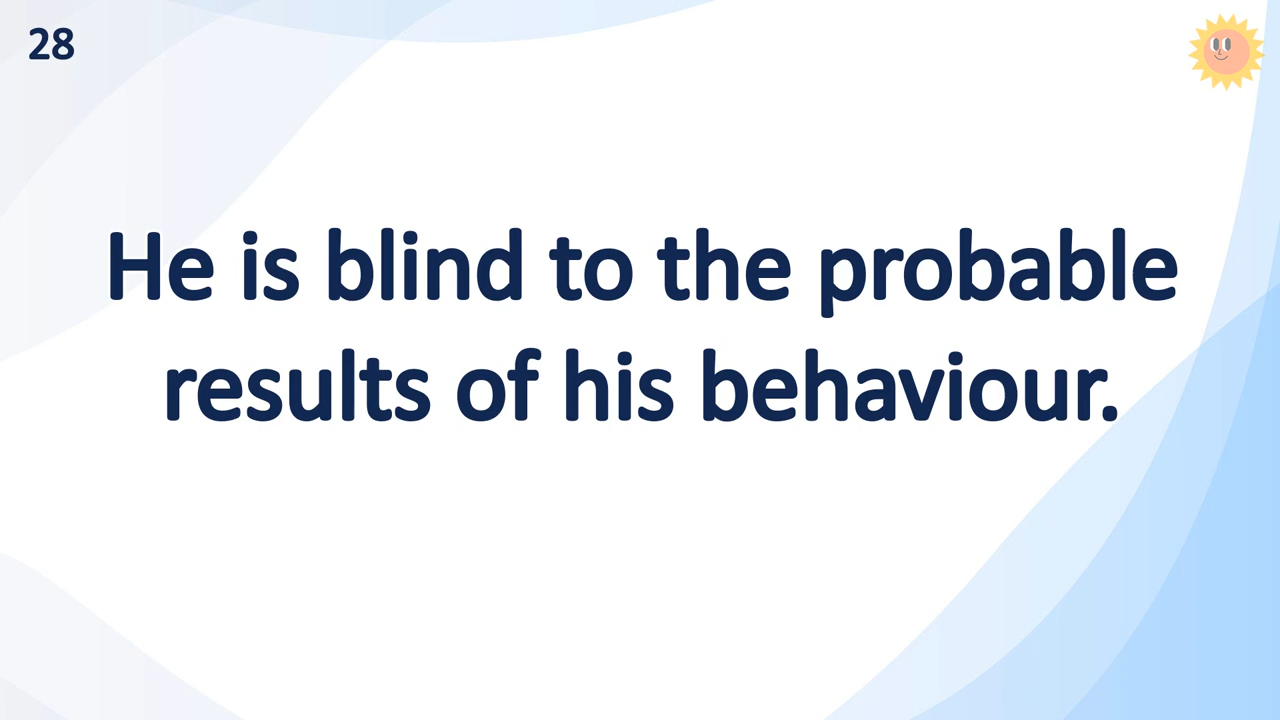 28
He is blind to the probable
results of his behaviour.